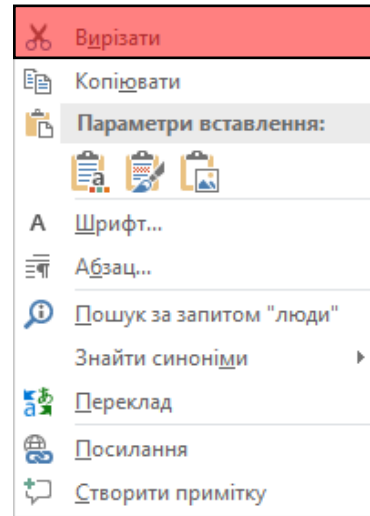 Вирізати
Копіювати
Параметри вставлення:
Шрифт...
Абзац...
Пошук за запитом "люди"
Знайти синоніми
Переклад
Посилання
Створити примітку